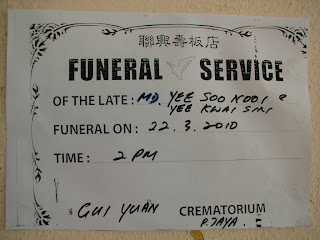 聯興壽板店
FUNERAL SERVICE
OF THE LATE : MD. YEE SOO KOOI &
YEE KWAI SIM
FUNERAL ON : 22. 3. 2010
TIME : 2 PM
GUI YUAN CREMATORIUM
P. JAYA